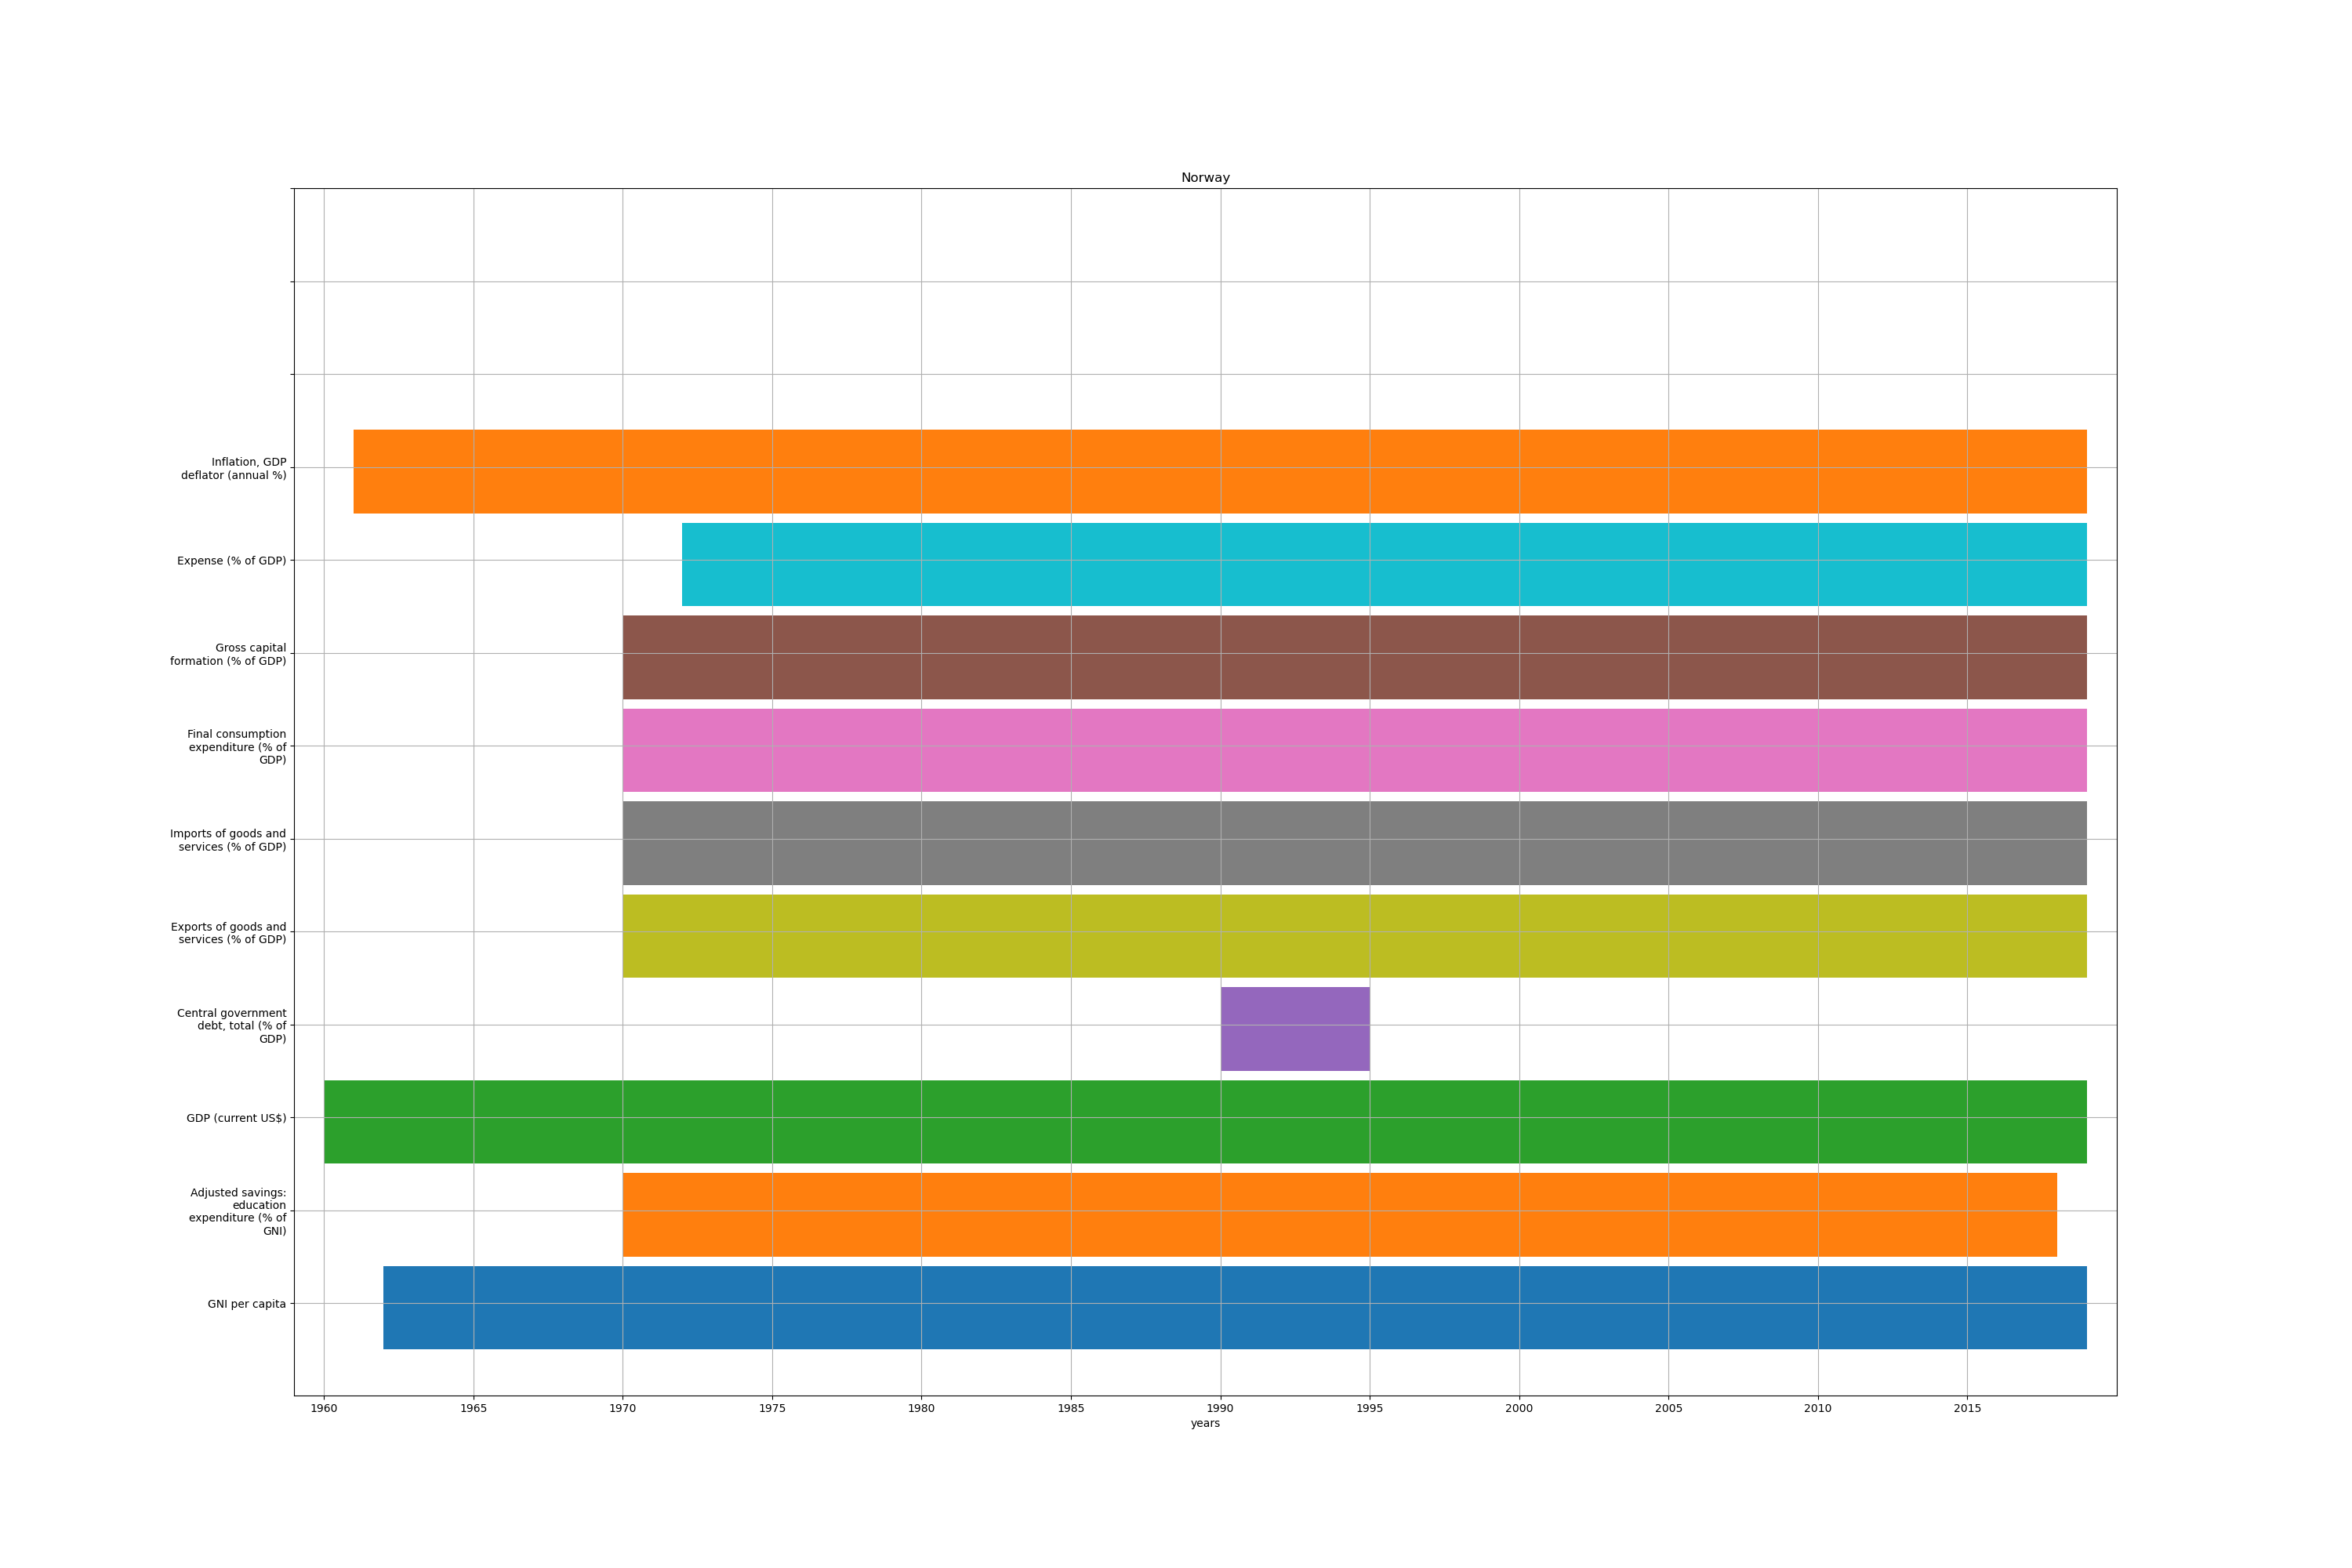 Norway
Inflation, GDP
deflator (annual %)
Expense (% of GDP)
Gross capital
formation (% of GDP)
Final consumption
expenditure (% of
GDP)
Imports of goods and
services (% of GDP)
Exports of goods and
services (% of GDP)
Central government
debt, total (% of
GDP)
GDP (current US$)
Adjusted savings:
education
expenditure (% of
GNI)
GNI per capita
1960 1965 1970 1975 1980 1985 1990 1995 2000 2005 2010 2015
years